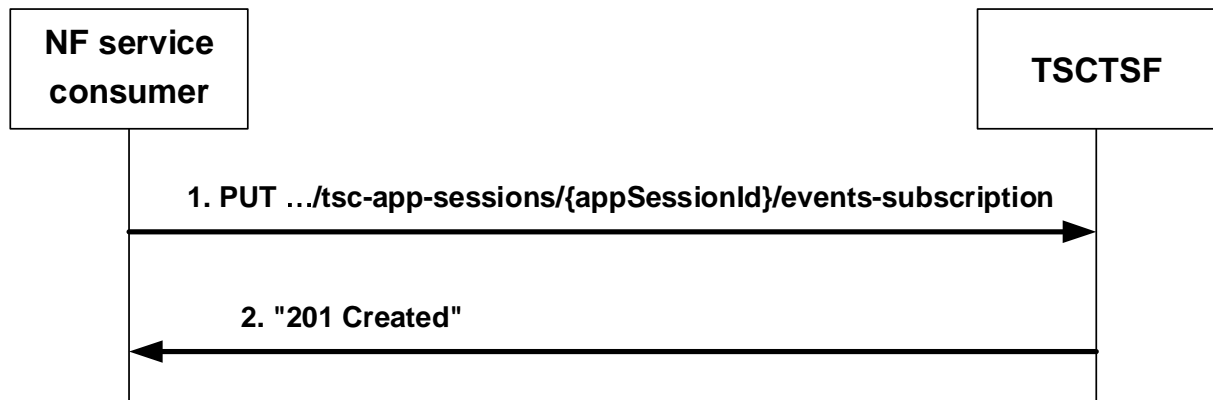 NF service
consumer
TSCTSF
1. PUT …/tsc-app-sessions/{appSessionId}/events-subscription
2. "201 Created"